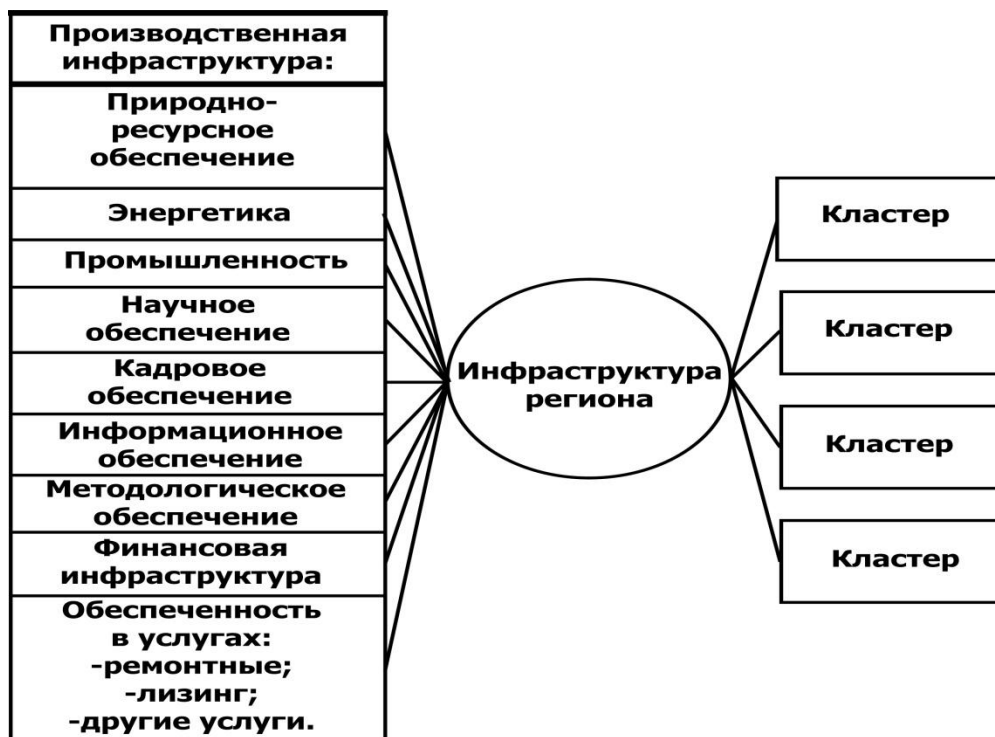 Производственная
инфраструктура:
Природно-
ресурсное
обеспечение
Энергетика
Промышленность
Научное
обеспечение
Кадровое
обеспечение
Информационное
обеспечение
Методологическое
обеспечение
Финансовая
инфраструктура
Обеспеченность
в услугах:
-ремонтные;
-лизинг;
-другие услуги.
Инфраструктура
региона
Кластер
Кластер
Кластер
Кластер